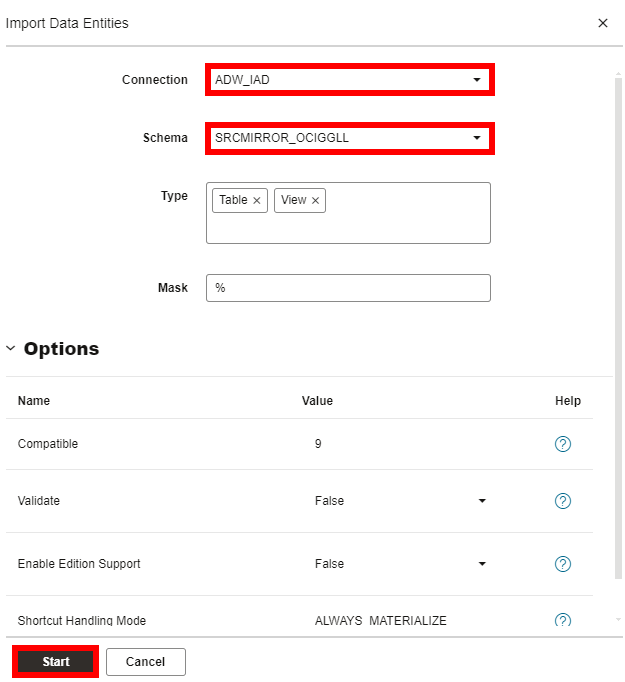 Import Data Entities ×
Connection ADW_IAD
Schema SRCMIRROR_OCIGGLL
Type Table × View ×
Mask %
Options
Name Value Help
Compatible 9 ?
Validate False ?
Enable Edition Support False ?
Shortcut Handling Mode ALWAYS_MATERIALIZE ?
Start Cancel